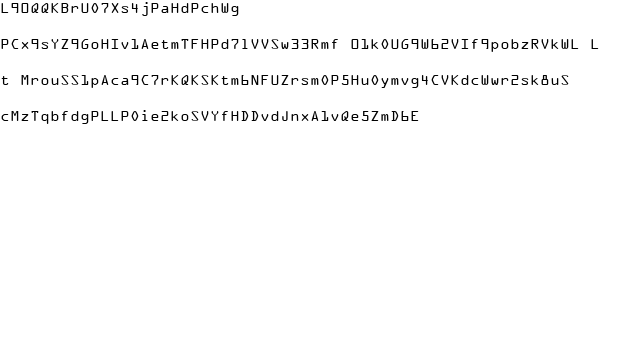 L9OQQKBrU07Xs4jPaHdPchWg
PCx9sYZ9GoHIv1AetmTFHPd71VVSw33Rmf O1k0UG9W62VIf9pobzRVkWL L
t MrouSS1pAca9C7rKQKSKtm6NFUZrsm0P5Hu0ymvg4CVKdcWwr2sk8uS
cMzTqbfdgPLLP0ie2koSVYfHDDvdJnxA1vQe5ZmD6E